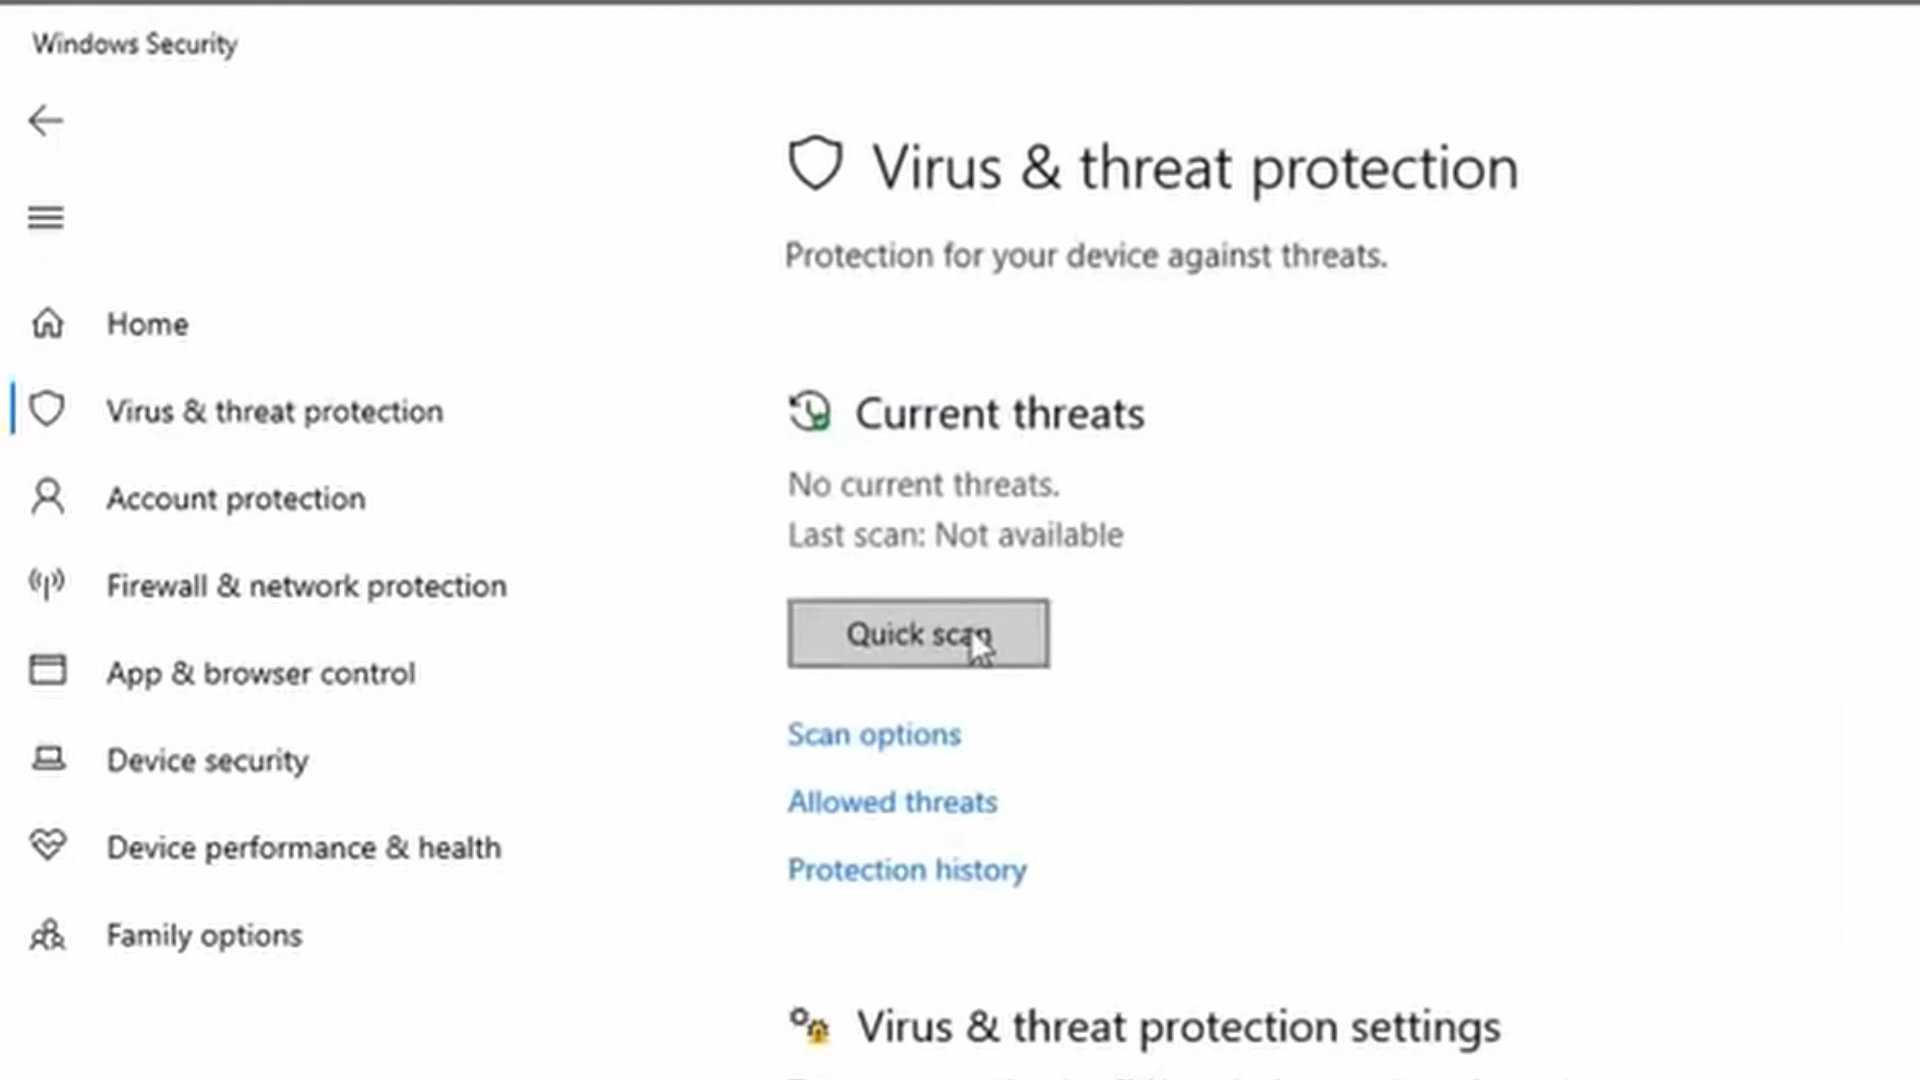 Windows Security
Virus & threat protection
Protection for your device against threats.
Home
Virus & threat protection
Account protection
Firewall & network protection
App & browser control
Device security
Device performance & health
Family options
Current threats
No current threats.
Last scan: Not available
Quick scan
Scan options
Allowed threats
Protection history
Virus & threat protection settings